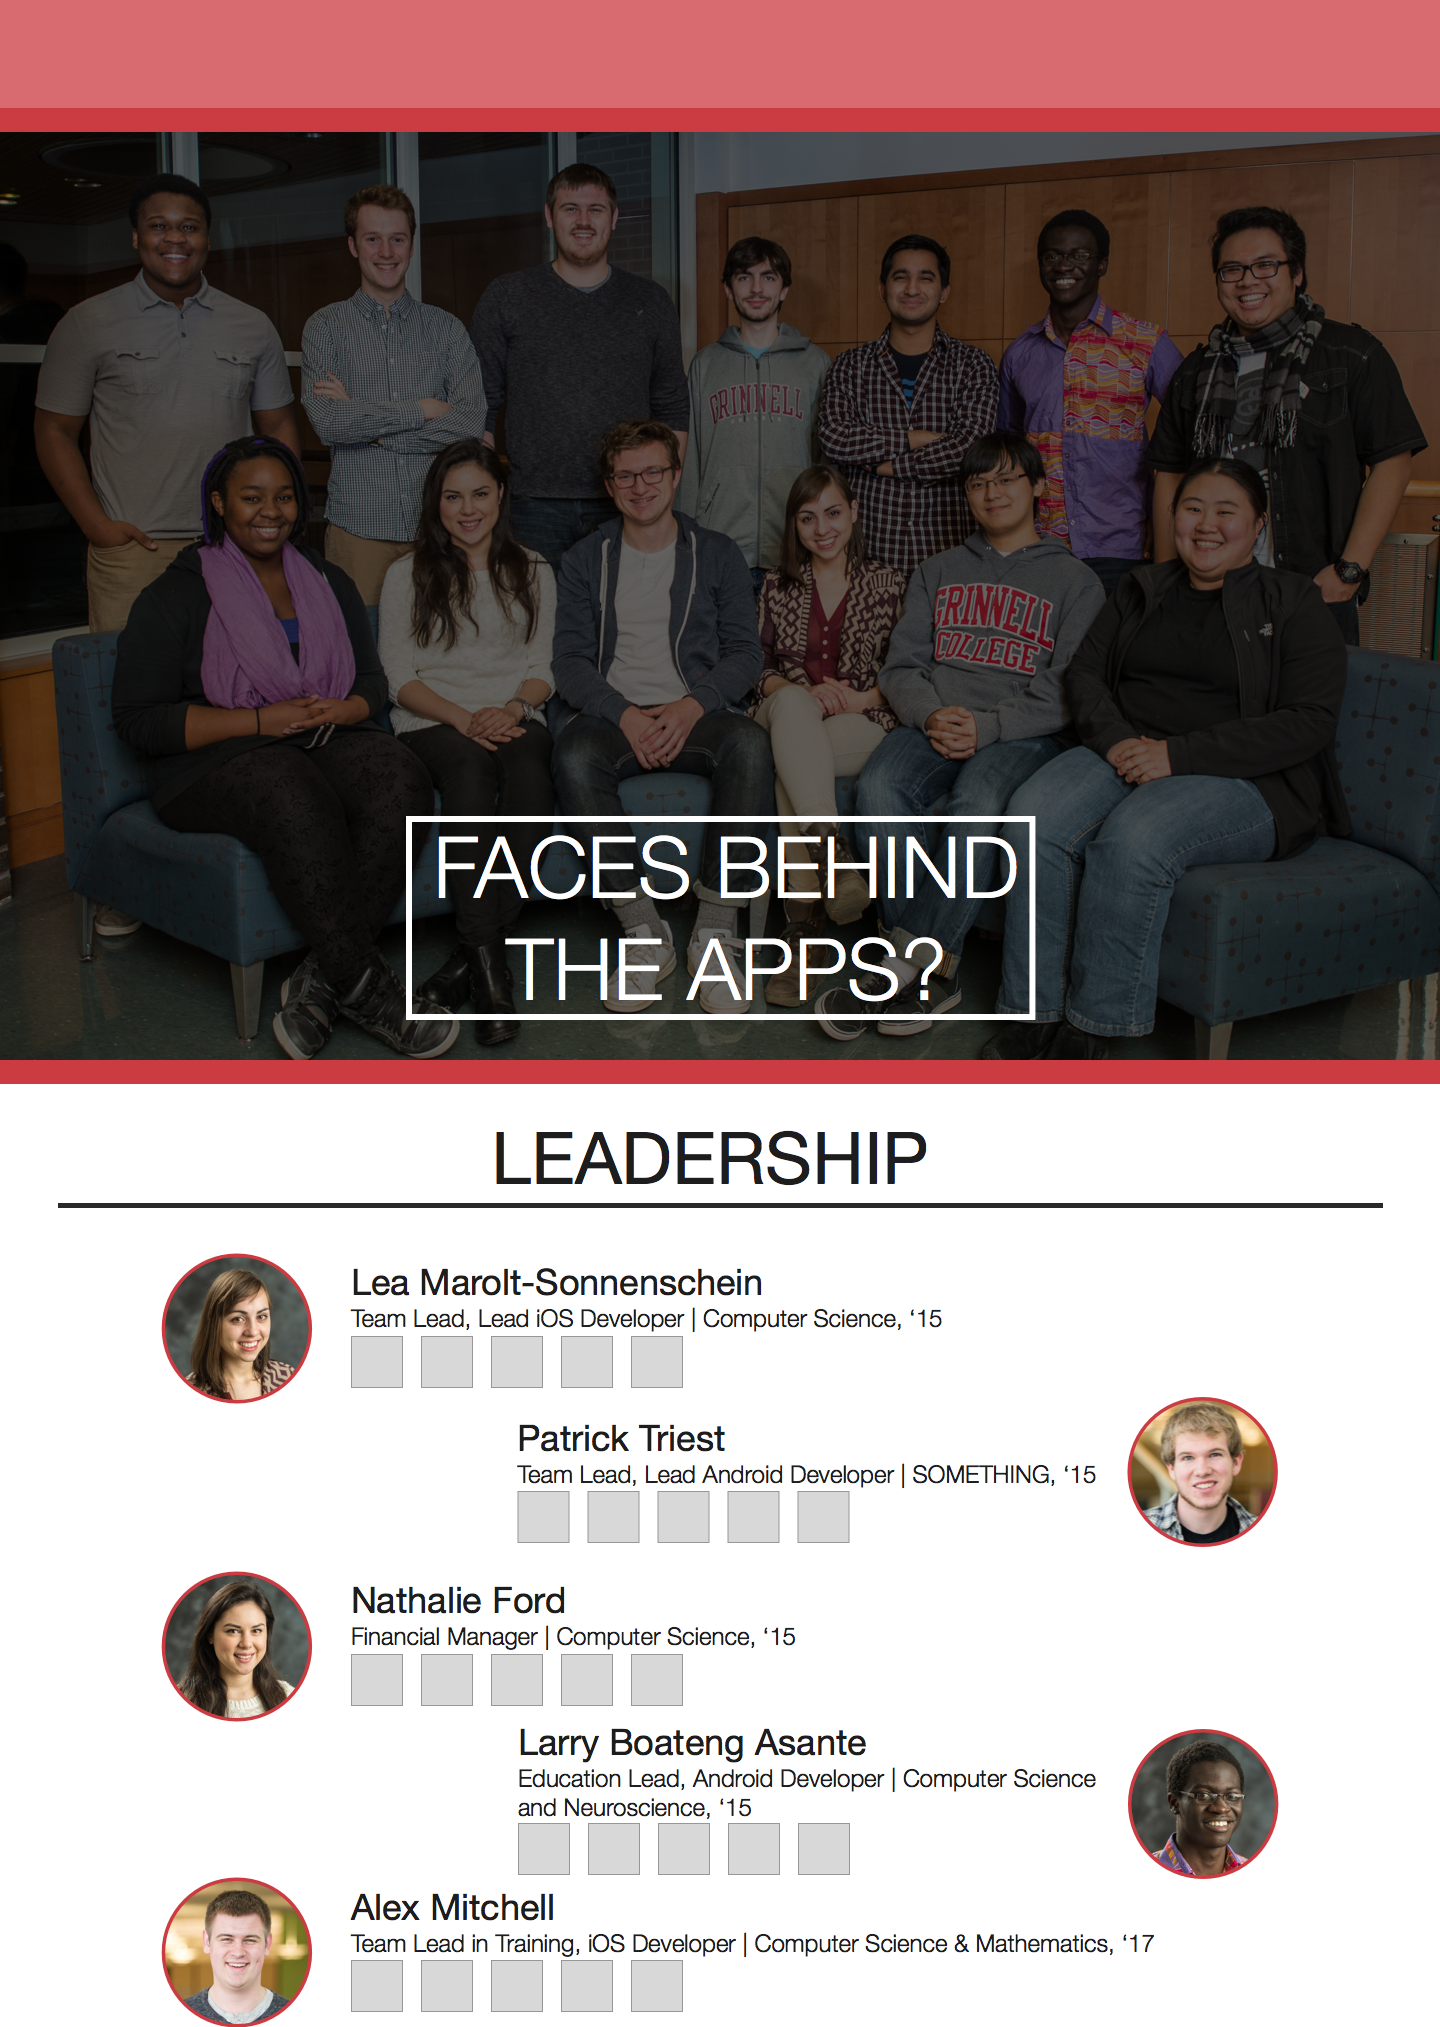 GRINNELL
GRINNELL
COLLEGE
FACES BEHIND
THE APPS?
LEADERSHIP
Lea Marolt-Sonnenschein
Team Lead, Lead iOS Developer | Computer Science, ‘15
Patrick Triest
Team Lead, Lead Android Developer | SOMETHING, ‘15
Nathalie Ford
Financial Manager | Computer Science, ‘15
Larry Boateng Asante
Education Lead, Android Developer | Computer Science
and Neuroscience, ‘15
Alex Mitchell
Team Lead in Training, iOS Developer | Computer Science & Mathematics, ‘17